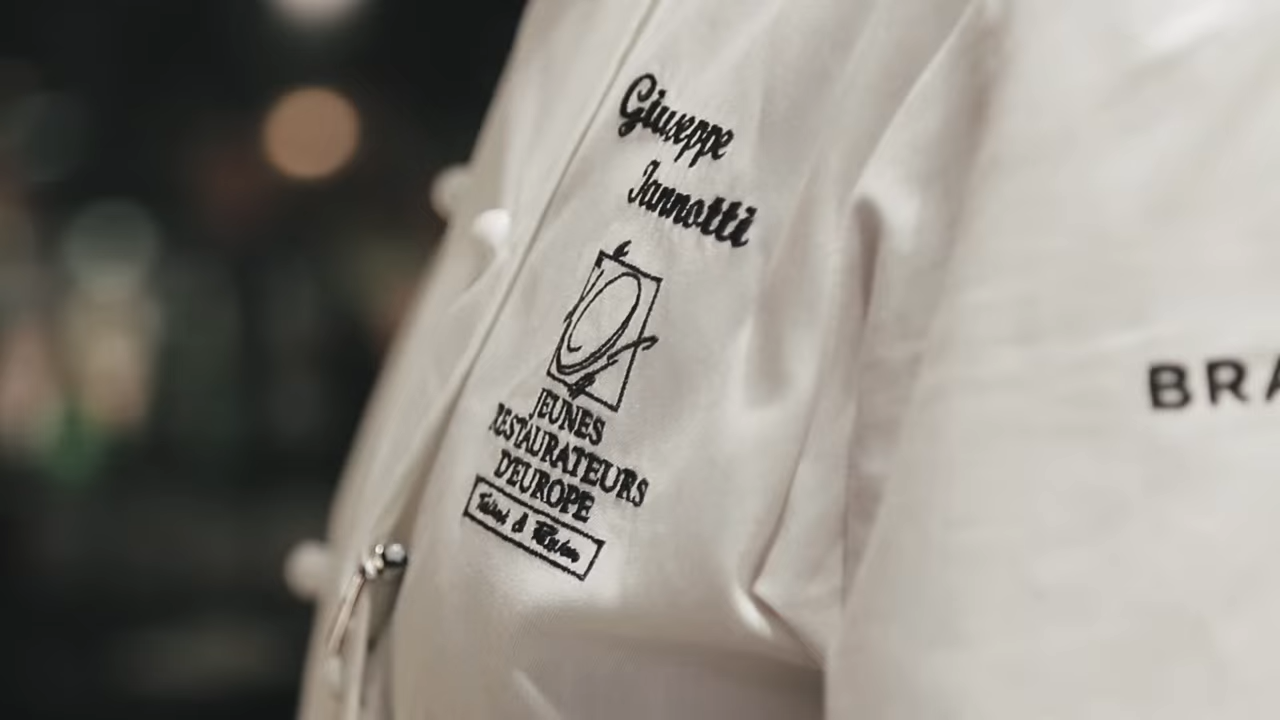 Giuseppe
Iannotti
JEUNES
RESTAURATEURS
D'EUROPE
BRA